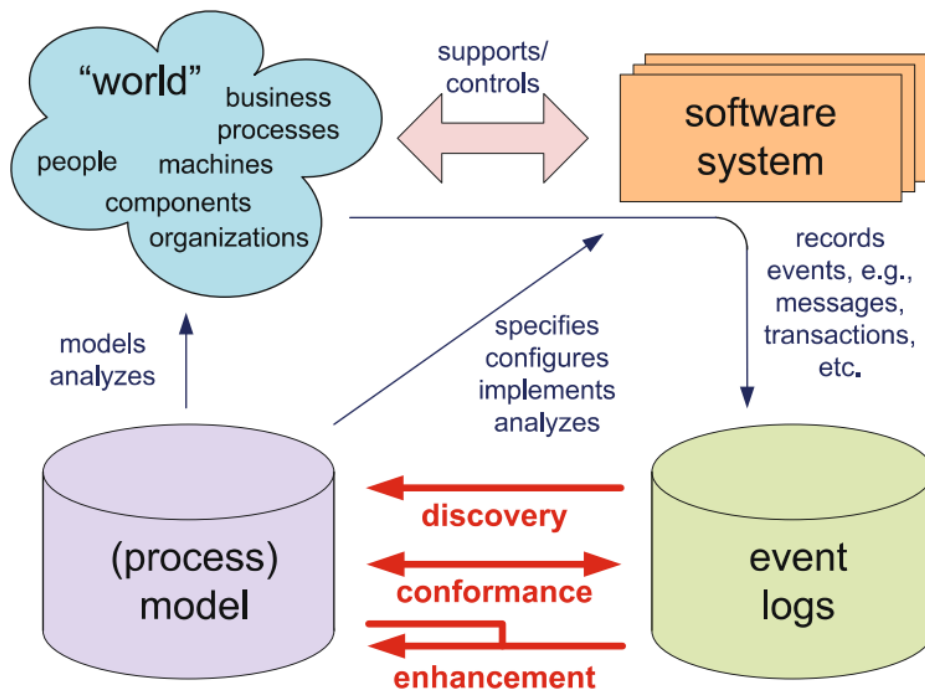 “world”
business
processes
people
machines
components
organizations
supports/
controls
software
system
records
events, e.g.,
messages,
transactions,
etc.
models
analyzes
specifies
configures
implements
analyzes
(process)
model
discovery
conformance
enhancement
event
logs